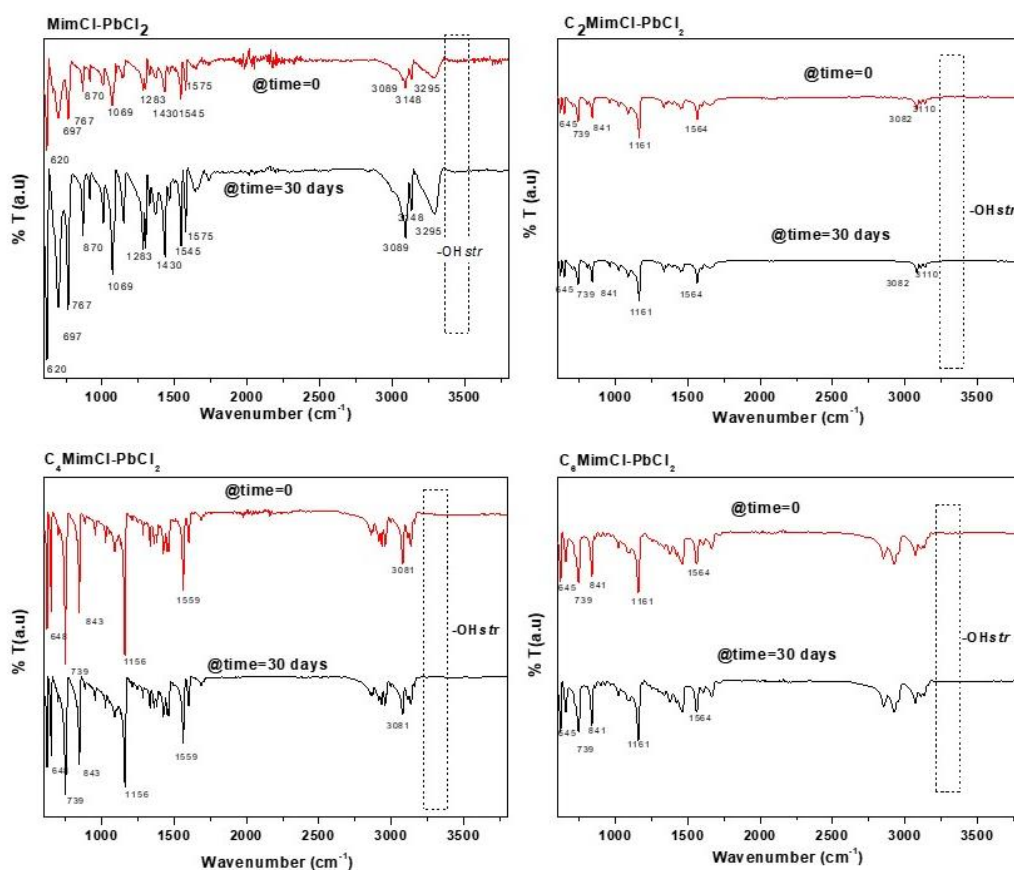 MimCl-PbCl2
@time=0
620
697
767
870
1069
1283
1430
1545
1575
3089
3148
3295
@time=30 days
620
697
767
870
1069
1283
1430
1545
1575
3089
3148
3295
-OH str
% T (a.u)
1000 1500 2000 2500 3000 3500
Wavenumber (cm-1)
C2MimCl-PbCl2
@time=0
645
739
841
1161
1564
3082
3110
@time=30 days
645
739
841
1161
1564
3082
3110
-OH str
% T(a.u)
1000 1500 2000 2500 3000 3500
Wavenumber (cm-1)
C4MimCl-PbCl2
@time=0
648
739
843
1156
1559
3081
@time=30 days
648
739
843
1156
1559
3081
-OHstr
% T(a.u)
1000 1500 2000 2500 3000 3500
Wavenumber (cm-1)
C6MimCl-PbCl2
@time=0
645
739
841
1161
1564
@time=30 days
645
739
841
1161
1564
-OHstr
% T(a.u)
1000 1500 2000 2500 3000 3500
Wavenumber (cm-1)